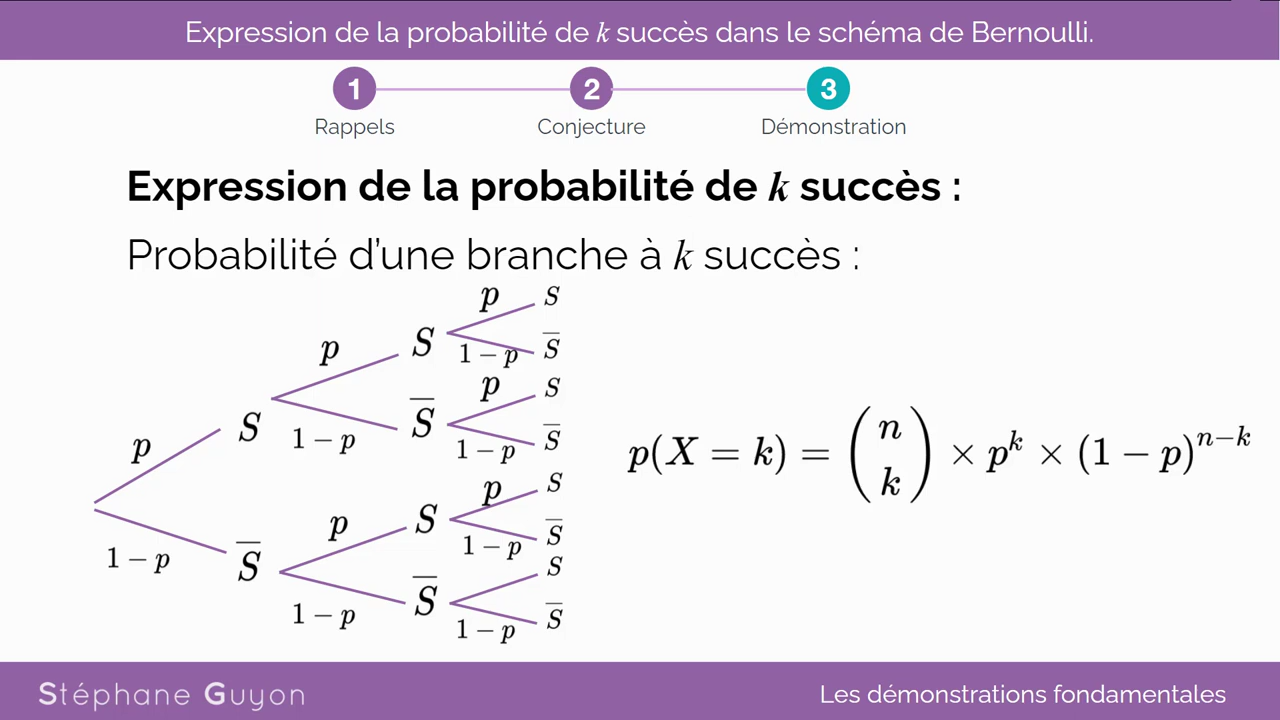 Expression de la probabilité de k succès dans le schéma de Bernoulli.
1 2 3
Rappels Conjecture Démonstration
Expression de la probabilité de k succès :
Probabilité d'une branche à k succès :
p S
p S 1 − p S̅
p S 1 − p S̅ p S
1 − p S̅
p(X = k) = (n k) × p^k × (1 − p)^{n−k}
p S
1 − p S̅ p S 1 − p S̅
1 − p S̅ S
1 − p S̅
Stéphane Guyon Les démonstrations fondamentales